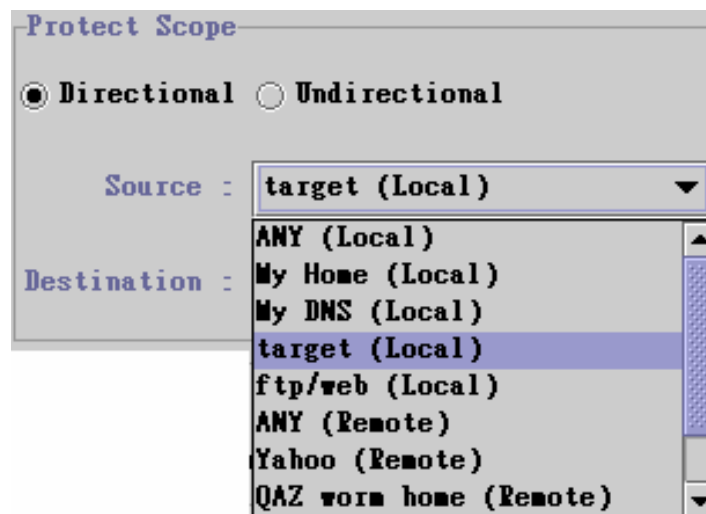 Protect Scope
Directional Undirectional
Source : target (Local)
ANY (Local)
My Home (Local)
Destination :
My DNS (Local)
target (Local)
ftp/web (Local)
ANY (Remote)
Yahoo (Remote)
QAZ worm home (Remote)